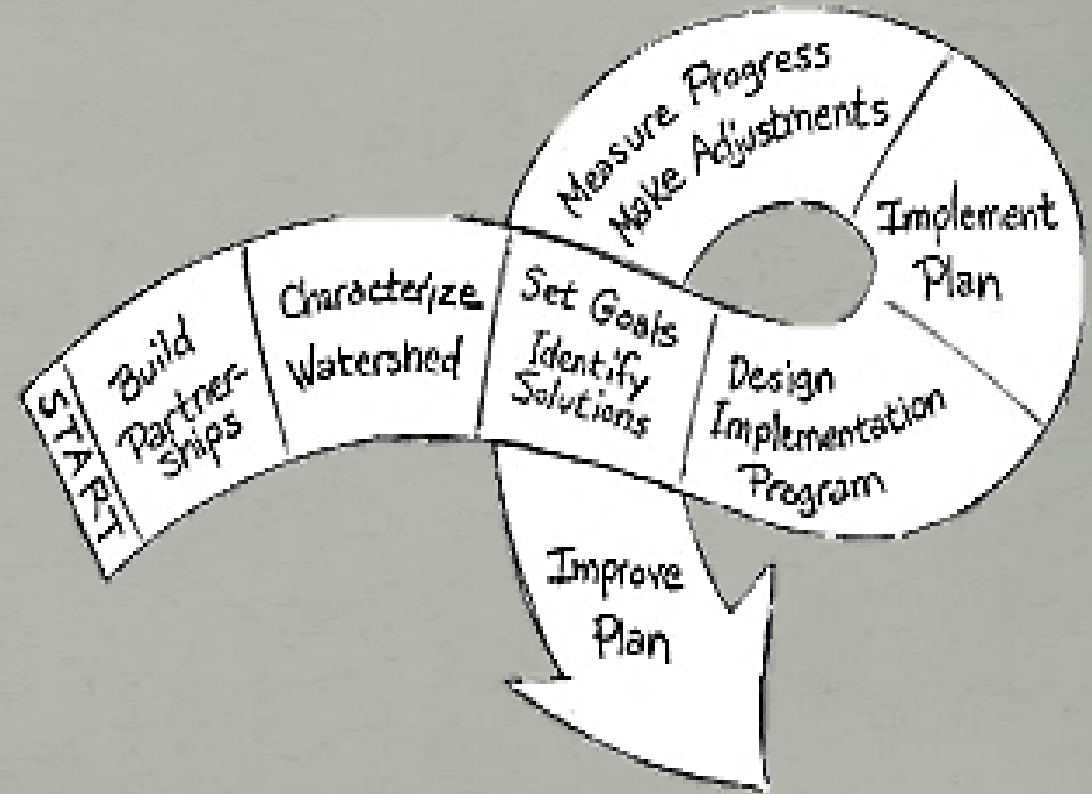 START
Build
Partner-
ships
Characterize
Watershed
Set Goals
Identify
Solutions
Design
Implementation
Program
Implement
Plan
Measure Progress
Make Adjustments
Improve
Plan